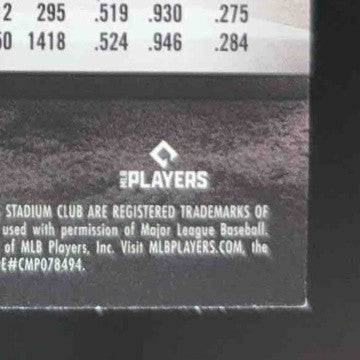 2 295 .519 .930 .275
50 1418 .524 .946 .284
MLB PLAYERS
STADIUM CLUB ARE REGISTERED TRADEMARKS OF
used with permission of Major League Baseball.
of MLB Players, Inc. Visit MLBPLAYERS.COM, the
E#CMP078494.